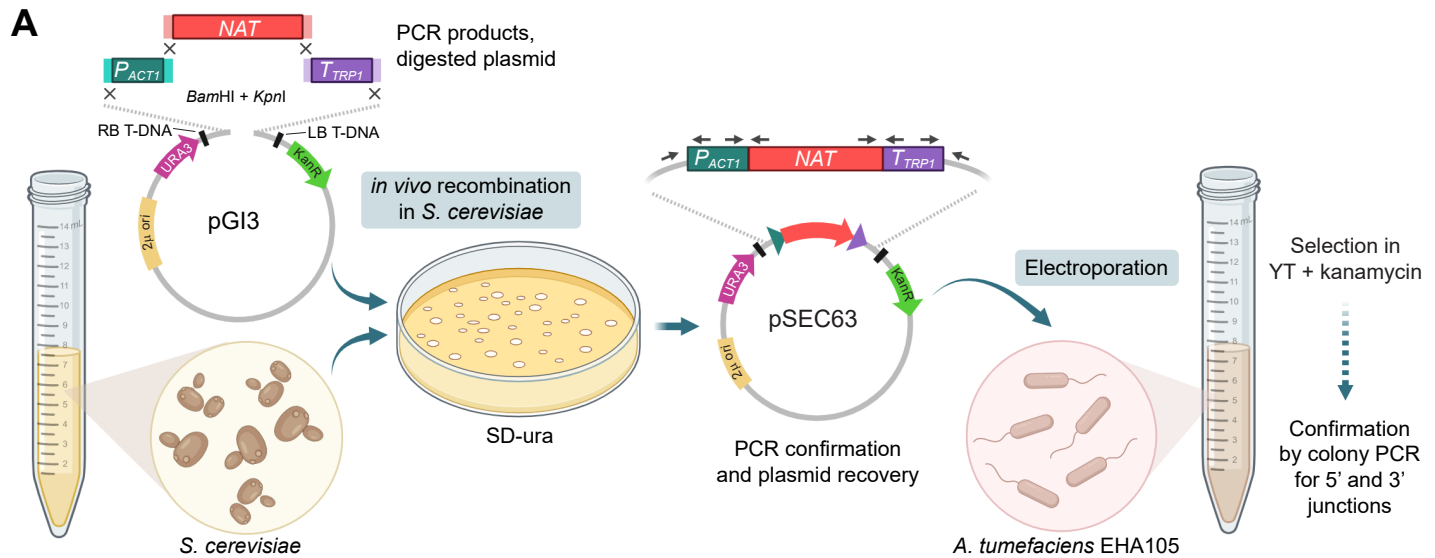 A
NAT
PCR products,
digested plasmid
P_ACT1
T_TRP1
BamHI + KpnI
RB T-DNA
LB T-DNA
URA3
KanR
2μ ori
pGI3
14 mL
13
12
11
10
9
8
7
6
5
4
3
2
S. cerevisiae
in vivo recombination
in S. cerevisiae
SD-ura
P_ACT1
NAT
T_TRP1
URA3
KanR
2μ ori
pSEC63
PCR confirmation
and plasmid recovery
Electroporation
A. tumefaciens EHA105
14 mL
13
12
11
10
9
8
7
6
5
4
3
2
Selection in
YT + kanamycin
Confirmation
by colony PCR
for 5' and 3'
junctions